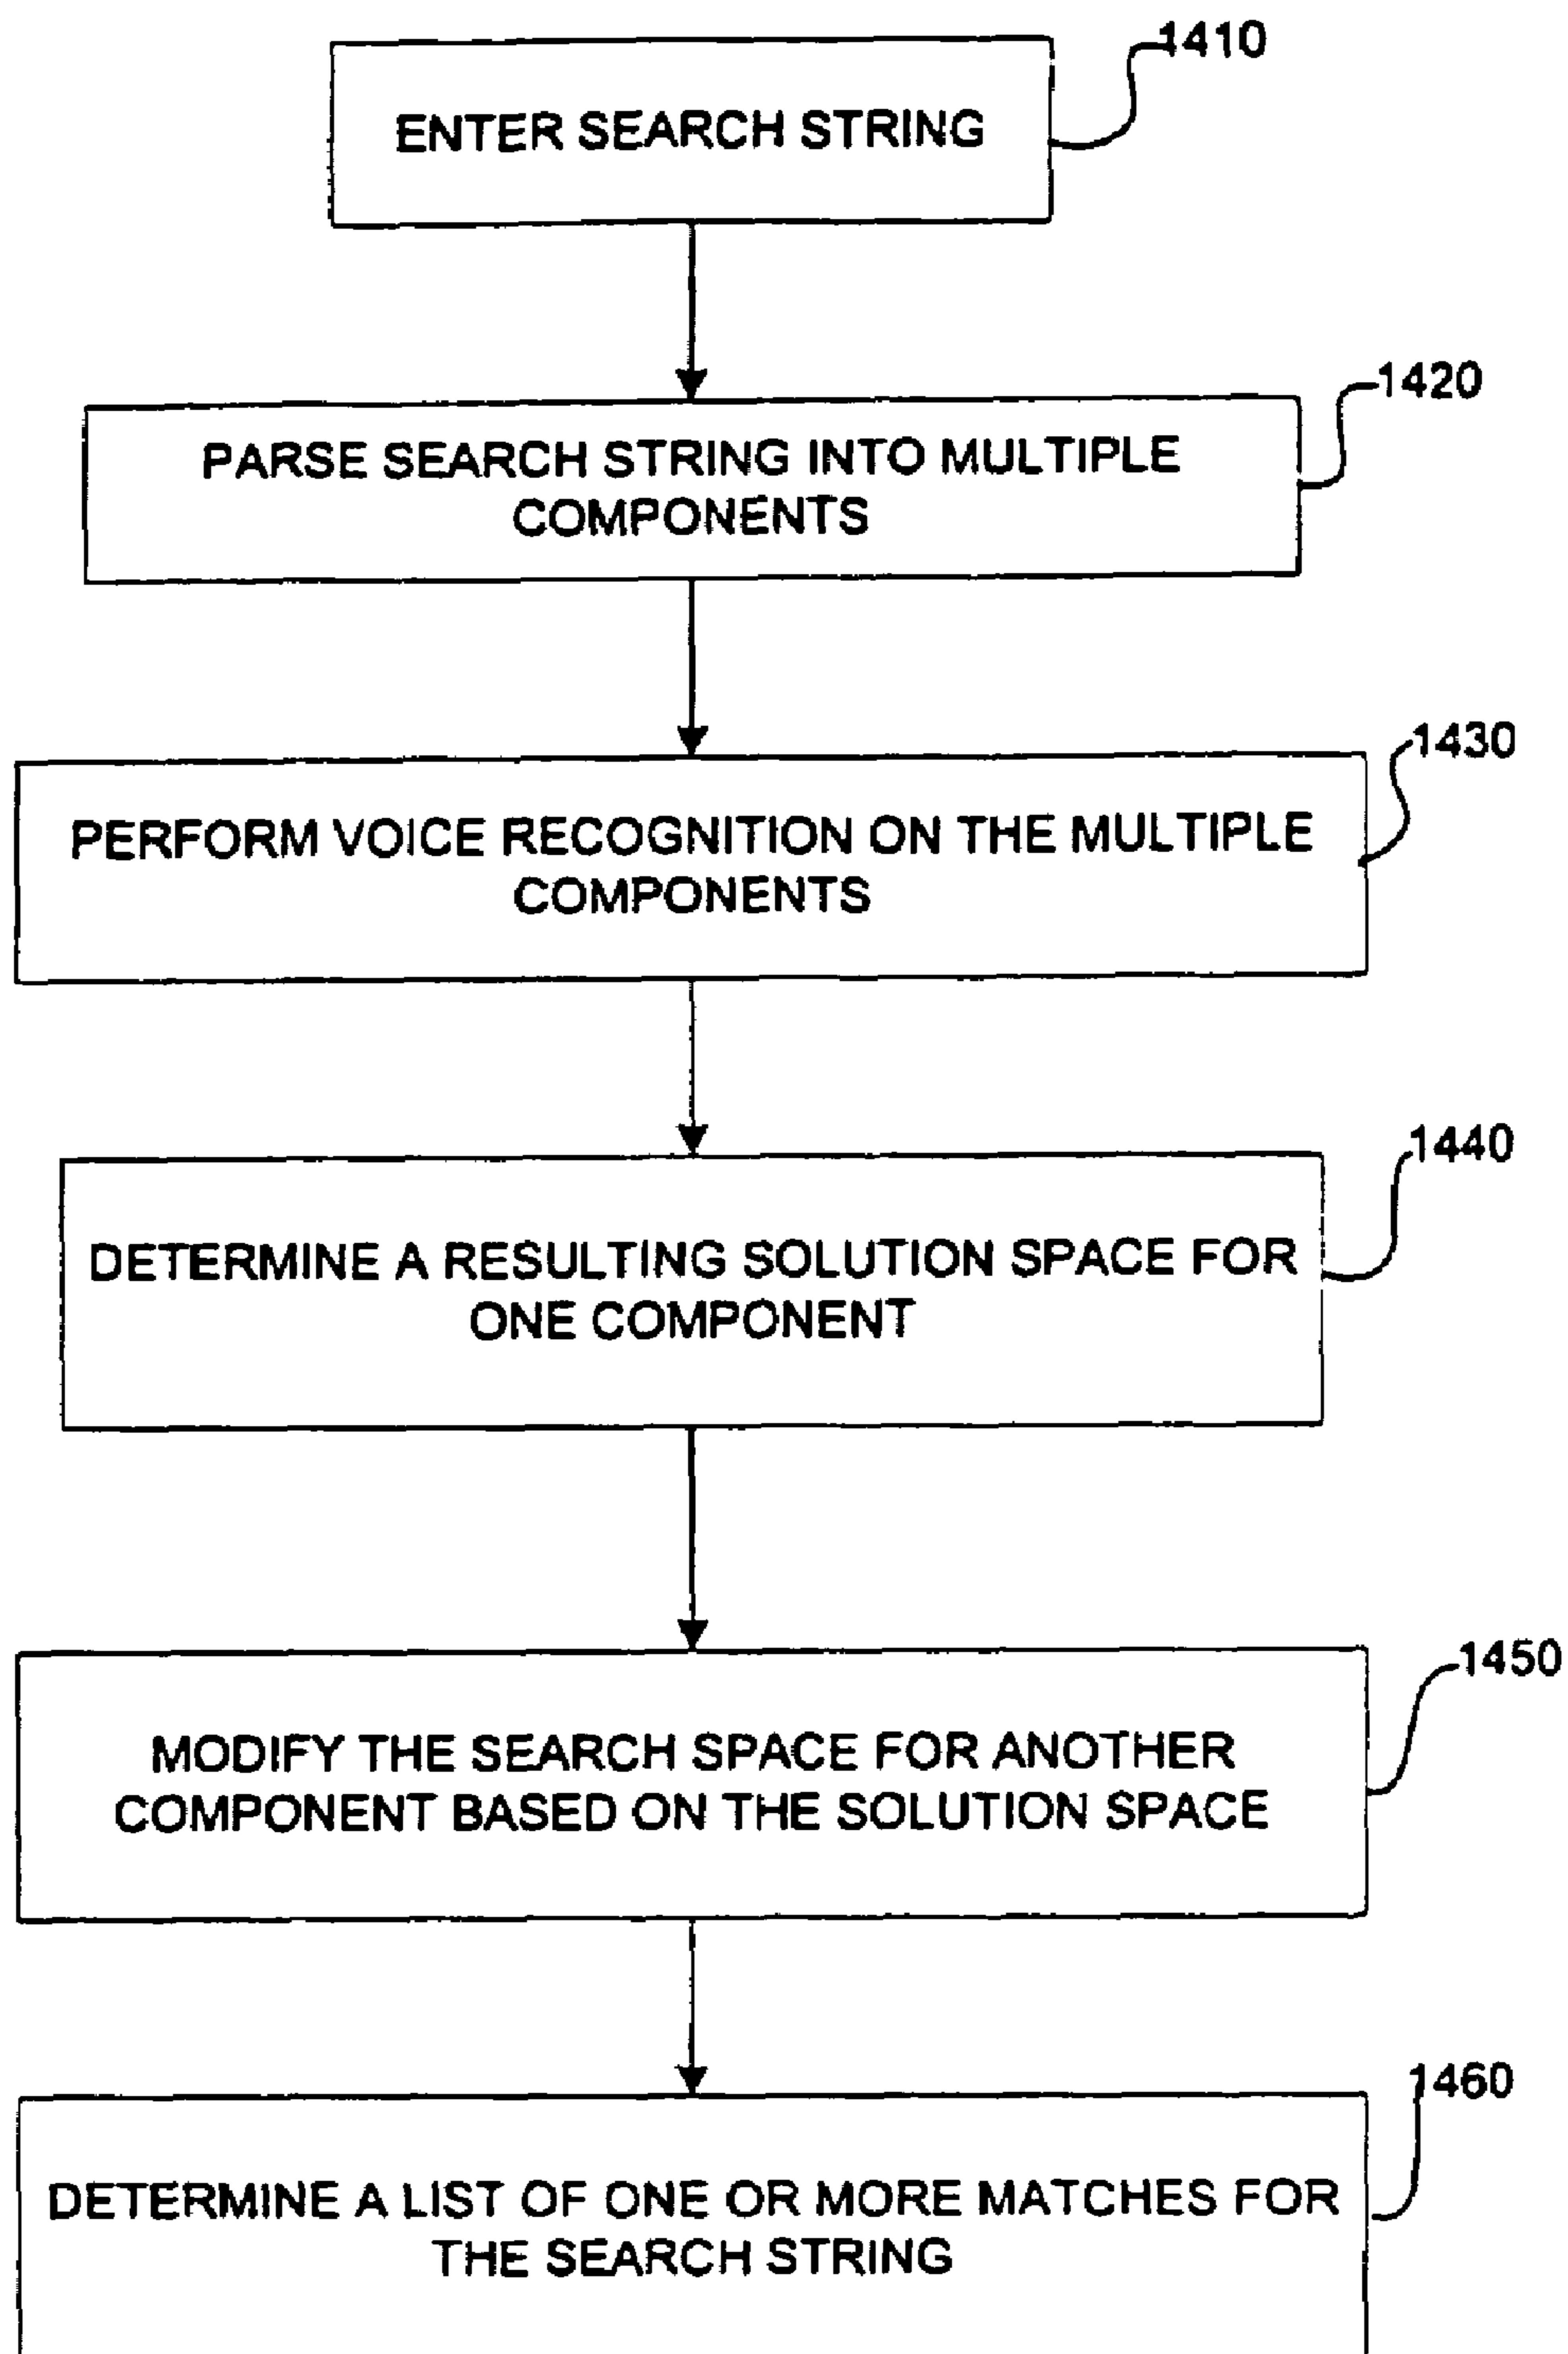 1410
ENTER SEARCH STRING
1420
PARSE SEARCH STRING INTO MULTIPLE
COMPONENTS
1430
PERFORM VOICE RECOGNITION ON THE MULTIPLE
COMPONENTS
1440
DETERMINE A RESULTING SOLUTION SPACE FOR
ONE COMPONENT
1450
MODIFY THE SEARCH SPACE FOR ANOTHER
COMPONENT BASED ON THE SOLUTION SPACE
1460
DETERMINE A LIST OF ONE OR MORE MATCHES FOR
THE SEARCH STRING